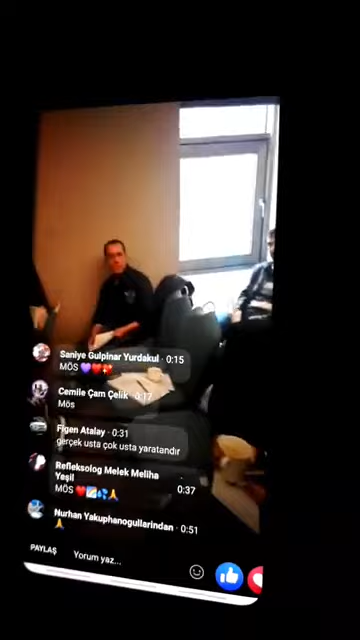 Saniye Gulpinar Yurdakul · 0:15
MÖS 💜❤️💖
Cemile Çam Çelik · 0:17
Mös
Figen Atalay · 0:31
gerçek usta çok usta yaratandır
Refleksolog Melek Meliha
Yeşil
MÖS ❤️🌠💦🙏 0:37
Nurhan Yakuphanogullarindan · 0:51
🙏
PAYLAŞ Yorum yaz...